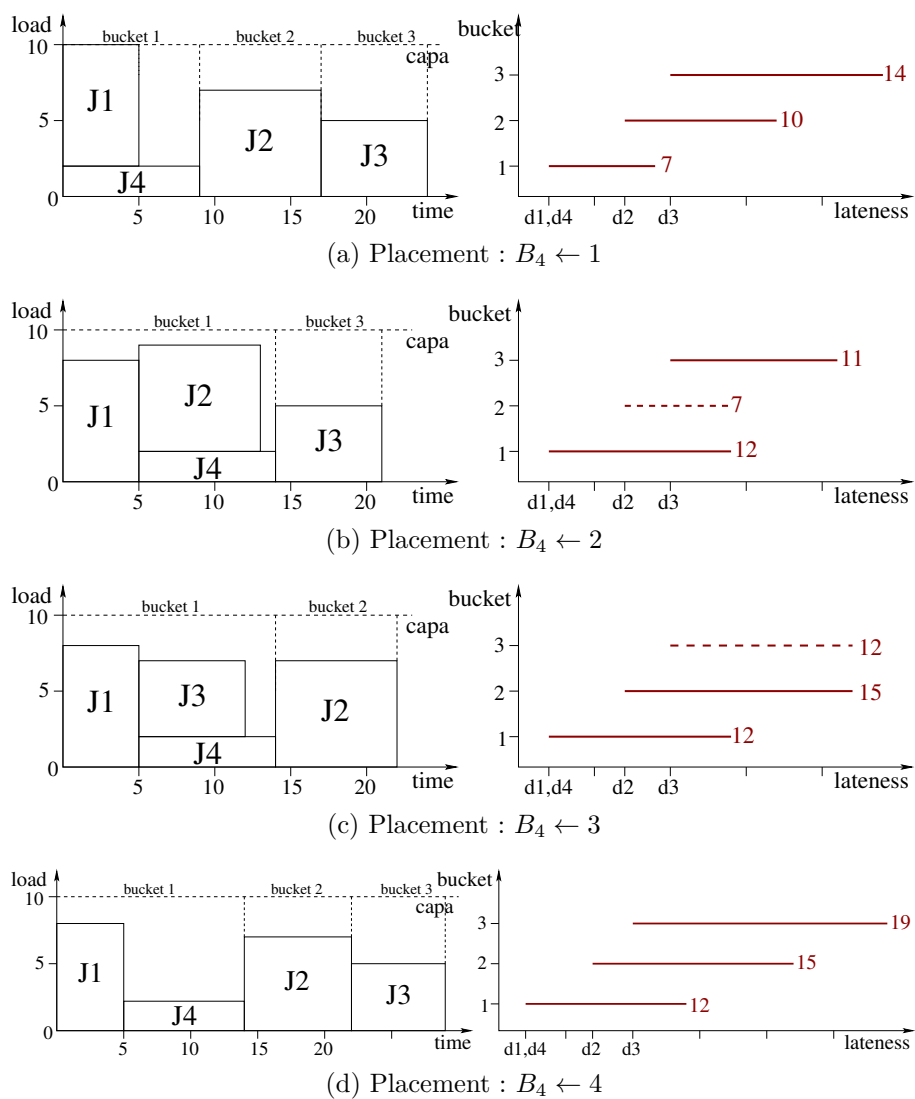 load
bucket 1 bucket 2 bucket 3
10
capa
J1
5
J2
J3
J4
0
5 10 15 20 time
bucket
3
14
2
10
1
7
d1,d4 d2 d3 lateness
(a) Placement : B₄ ← 1
load
bucket 1 bucket 3
10
capa
J2
J1
5
J3
J4
0
5 10 15 20 time
bucket
3
11
2
7
1
12
d1,d4 d2 d3 lateness
(b) Placement : B₄ ← 2
load
bucket 1 bucket 2
10
capa
J1
J3
5
J2
J4
0
5 10 15 20 time
bucket
3
12
2
15
1
12
d1,d4 d2 d3 lateness
(c) Placement : B₄ ← 3
load
bucket 1 bucket 2 bucket 3
10
capa
J1
5
J2
J3
J4
0
5 10 15 20 time
bucket
3
19
2
15
1
12
d1,d4 d2 d3 lateness
(d) Placement : B₄ ← 4